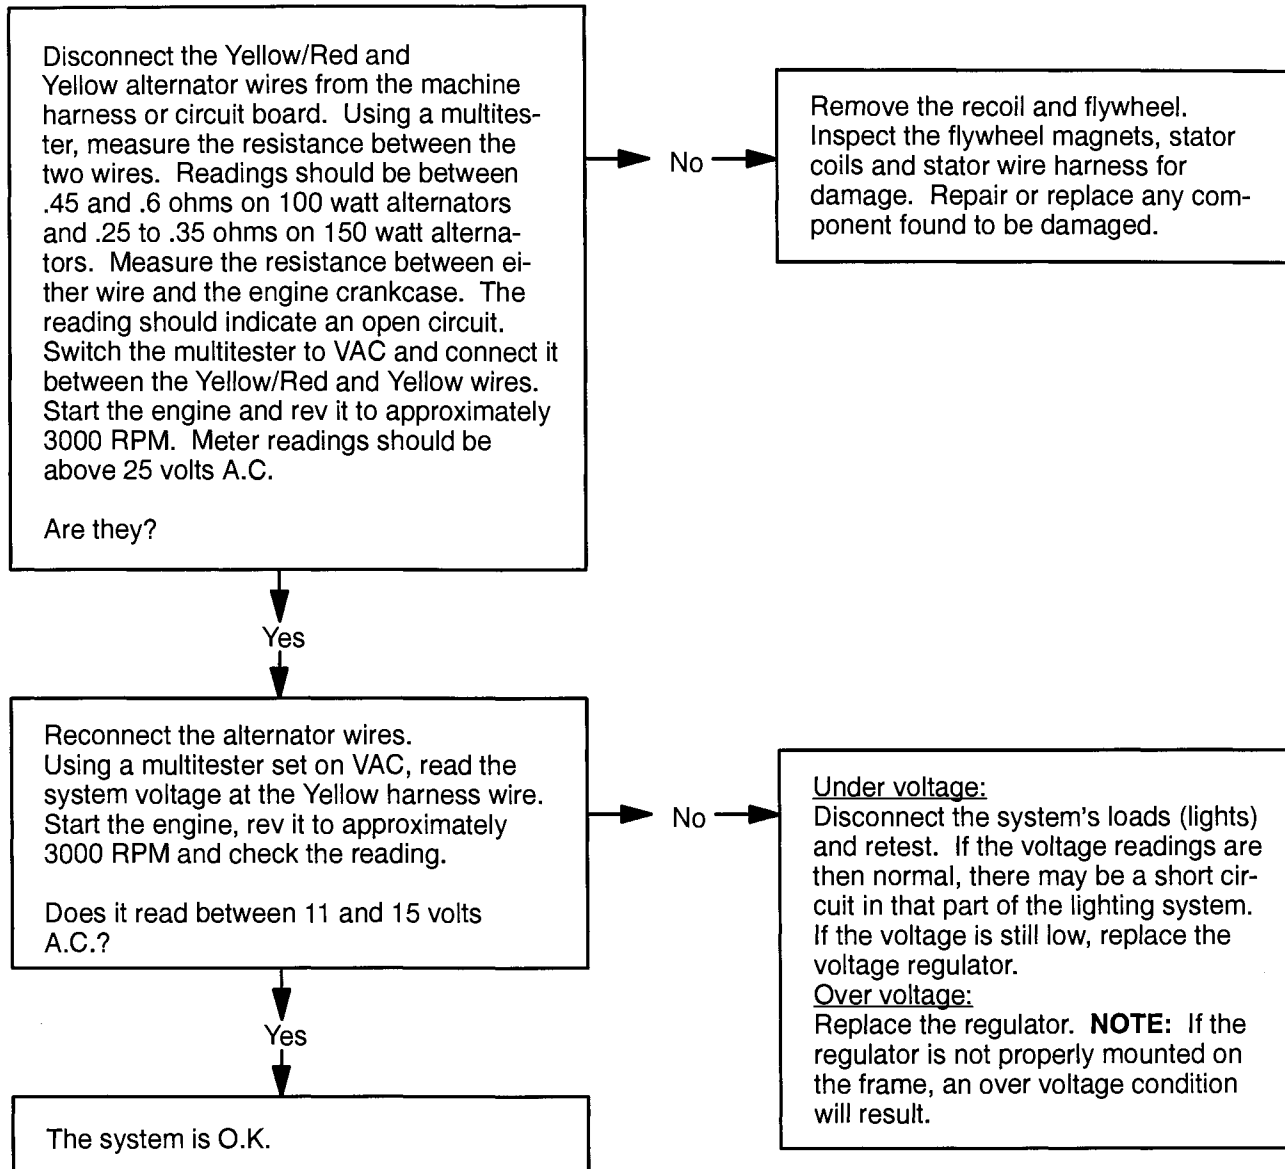 Disconnect the Yellow/Red and
Yellow alternator wires from the machine
harness or circuit board.  Using a multites-
ter, measure the resistance between the
two wires.  Readings should be between
.45 and .6 ohms on 100 watt alternators
and .25 to .35 ohms on 150 watt alterna-
tors.  Measure the resistance between ei-
ther wire and the engine crankcase.  The
reading should indicate an open circuit.
Switch the multitester to VAC and connect it
between the Yellow/Red and Yellow wires.
Start the engine and rev it to approximately
3000 RPM.  Meter readings should be
above 25 volts A.C.
Are they?
No
Remove the recoil and flywheel.
Inspect the flywheel magnets, stator
coils and stator wire harness for
damage.  Repair or replace any com-
ponent found to be damaged.
Yes
Reconnect the alternator wires.
Using a multitester set on VAC, read the
system voltage at the Yellow harness wire.
Start the engine, rev it to approximately
3000 RPM and check the reading.
Does it read between 11 and 15 volts
A.C.?
No
Under voltage:
Disconnect the system's loads (lights)
and retest.  If the voltage readings are
then normal, there may be a short cir-
cuit in that part of the lighting system.
If the voltage is still low, replace the
voltage regulator.
Over voltage:
Replace the regulator.  NOTE:  If the
regulator is not properly mounted on
the frame, an over voltage condition
will result.
Yes
The system is O.K.